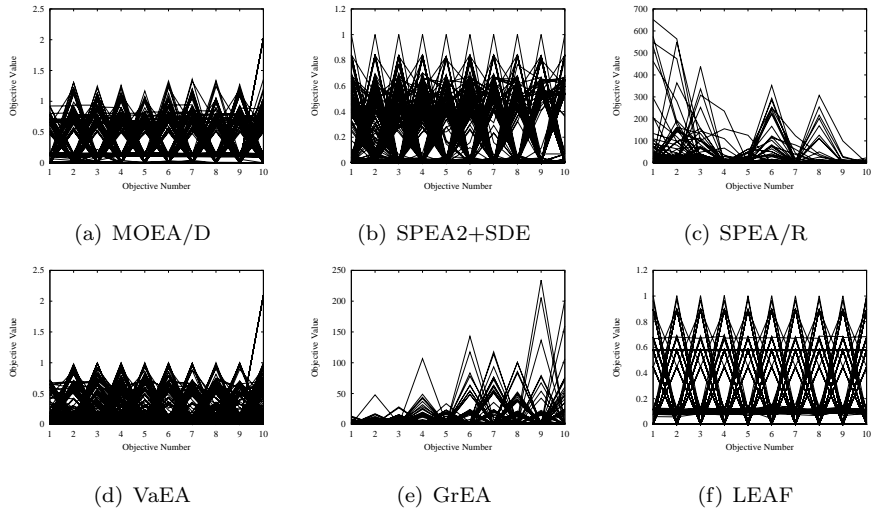 2.5
2
1.5
1
0.5
0
Objective Value
1 2 3 4 5 6 7 8 9 10
Objective Number
(a) MOEA/D
1.2
1
0.8
0.6
0.4
0.2
0
Objective Value
1 2 3 4 5 6 7 8 9 10
Objective Number
(b) SPEA2+SDE
700
600
500
400
300
200
100
0
Objective Value
1 2 3 4 5 6 7 8 9 10
Objective Number
(c) SPEA/R
2.5
2
1.5
1
0.5
0
Objective Value
1 2 3 4 5 6 7 8 9 10
Objective Number
(d) VaEA
250
200
150
100
50
0
Objective Value
1 2 3 4 5 6 7 8 9 10
Objective Number
(e) GrEA
1.2
1
0.8
0.6
0.4
0.2
0
Objective Value
1 2 3 4 5 6 7 8 9 10
Objective Number
(f) LEAF